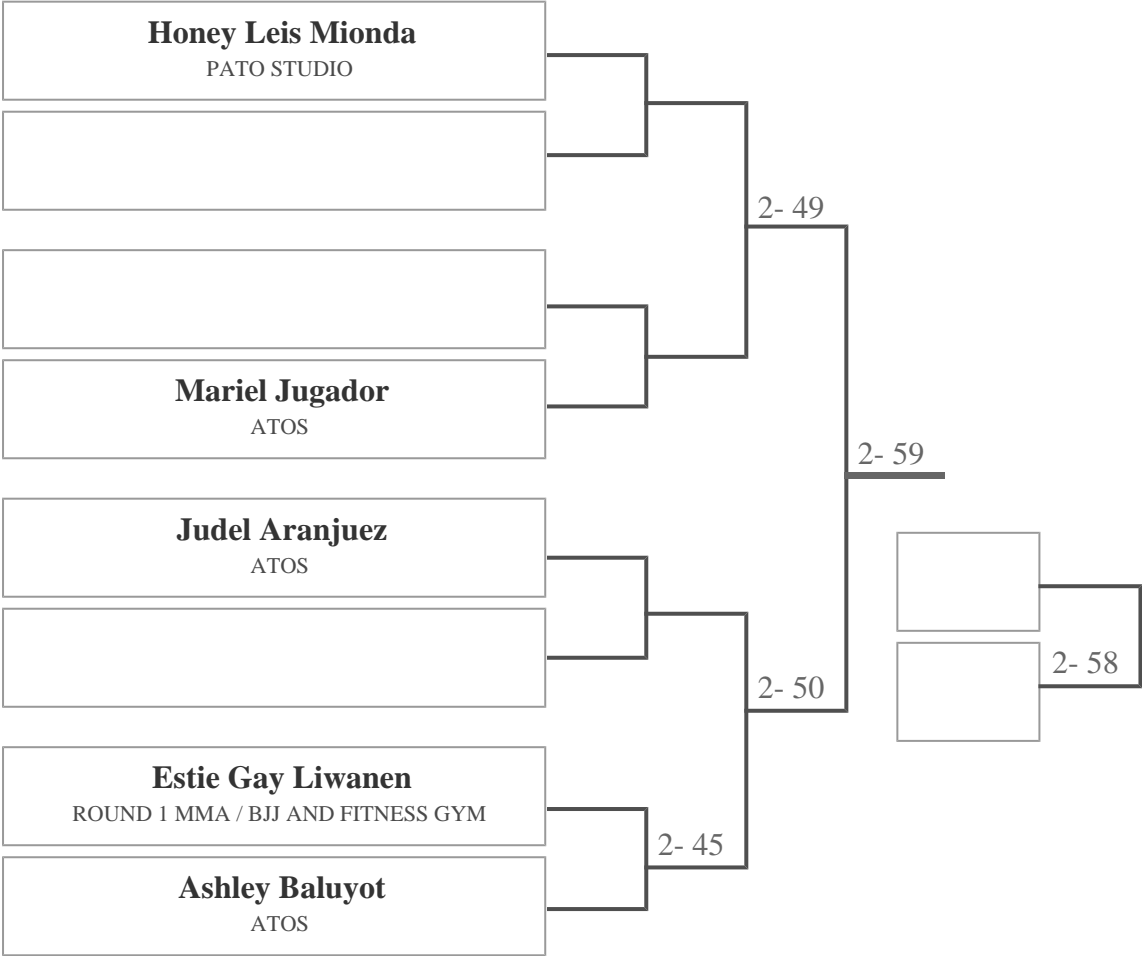 Honey Leis Mionda
PATO STUDIO
2- 49
Mariel Jugador
ATOS
2- 59
Judel Aranjuez
ATOS
2- 58
2- 50
Estie Gay Liwanen
ROUND 1 MMA / BJJ AND FITNESS GYM
2- 45
Ashley Baluyot
ATOS